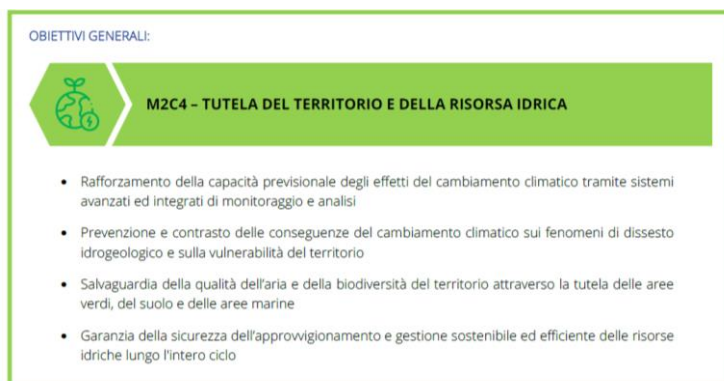 OBIETTIVI GENERALI:
M2C4 – TUTELA DEL TERRITORIO E DELLA RISORSA IDRICA
• Rafforzamento della capacità previsionale degli effetti del cambiamento climatico tramite sistemi
avanzati ed integrati di monitoraggio e analisi
• Prevenzione e contrasto delle conseguenze del cambiamento climatico sui fenomeni di dissesto
idrogeologico e sulla vulnerabilità del territorio
• Salvaguardia della qualità dell'aria e della biodiversità del territorio attraverso la tutela delle aree
verdi, del suolo e delle aree marine
• Garanzia della sicurezza dell'approvvigionamento e gestione sostenibile ed efficiente delle risorse
idriche lungo l'intero ciclo